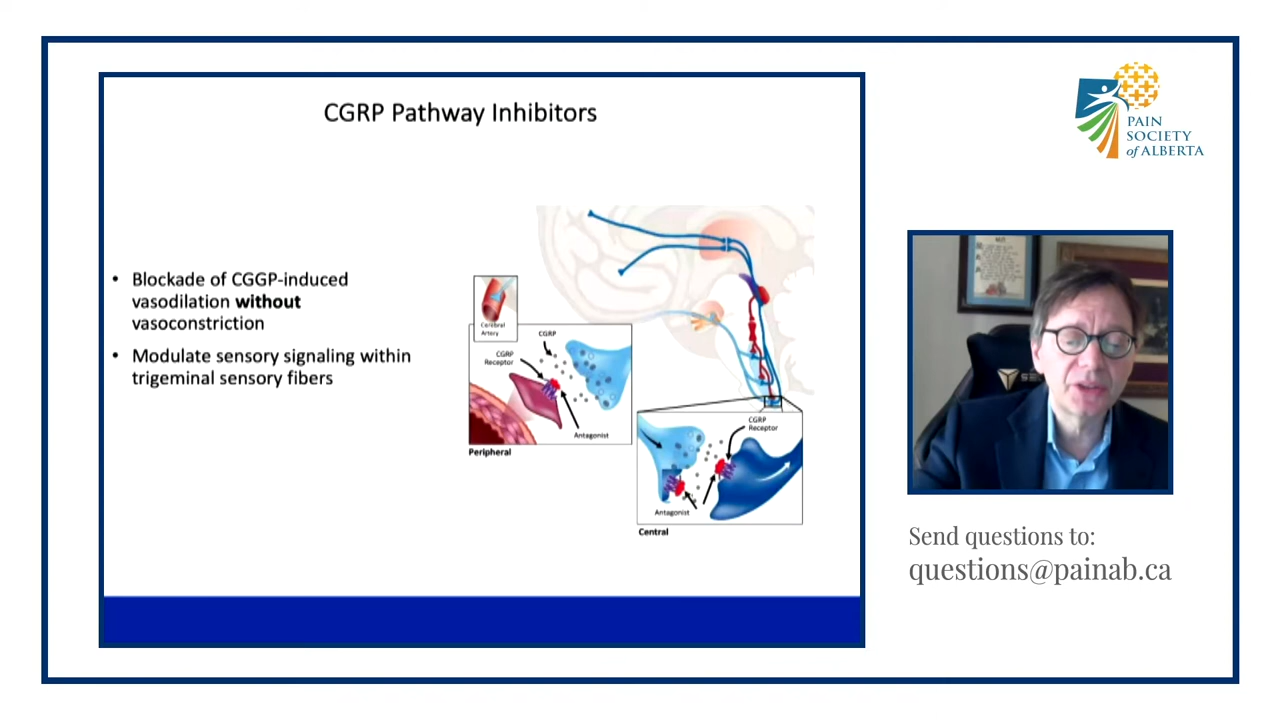 CGRP Pathway Inhibitors
• Blockade of CGGP-induced
vasodilation without
vasoconstriction
• Modulate sensory signaling within
trigeminal sensory fibers
Cerebral
Artery
CGRP
CGRP
Receptor
Antagonist
Peripheral
CGRP
Receptor
Antagonist
Central
PAIN
SOCIETY
of ALBERTA
Send questions to:
questions@painab.ca